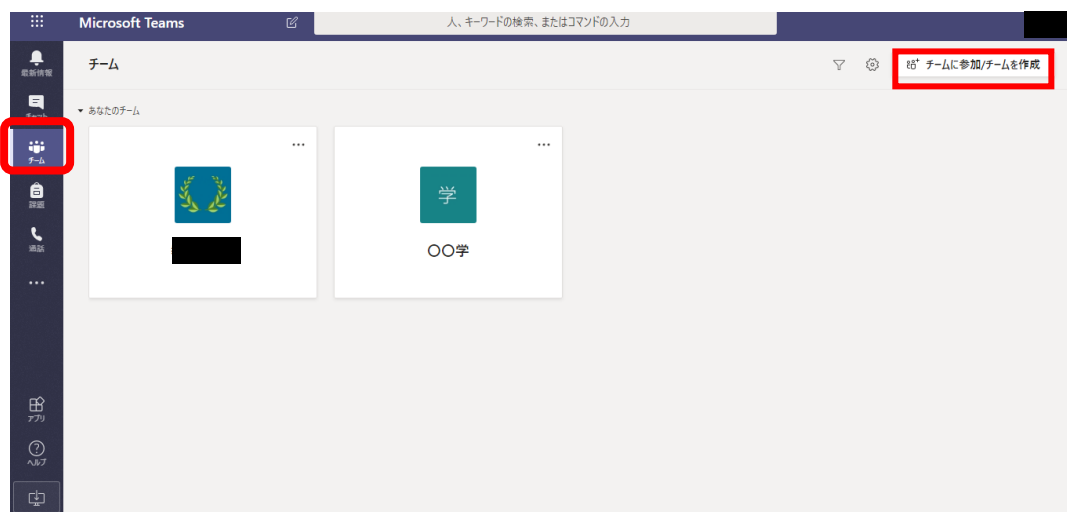 Microsoft Teams
人、キーワードの検索、またはコマンドの入力
最新情報
チーム
チームに参加/チームを作成
チャット
あなたのチーム
チーム
課題
学
通話
〇〇学
アプリ
ヘルプ